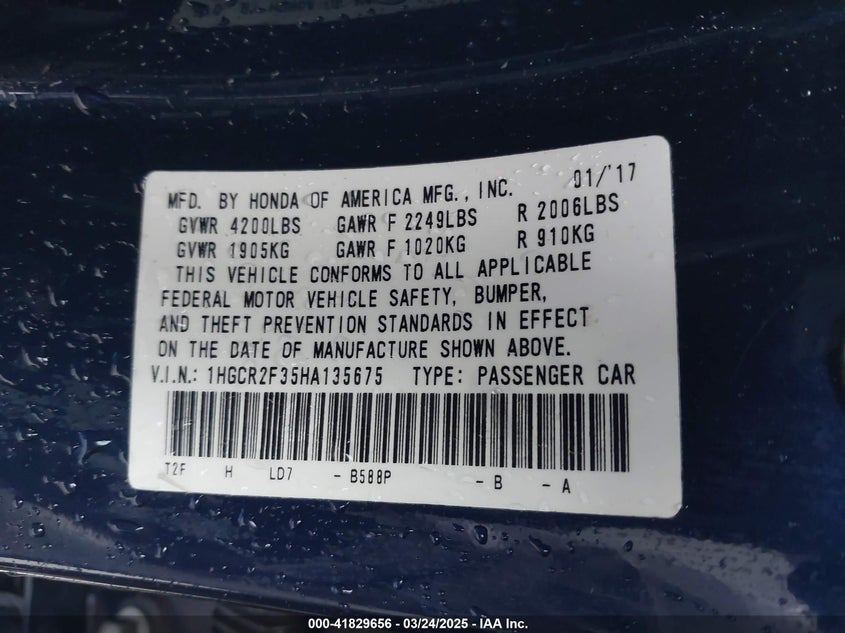 MFD. BY HONDA OF AMERICA MFG., INC. 01/'17
GVWR 4200LBS GAWR F 2249LBS R 2006LBS
GVWR 1905KG GAWR F 1020KG R 910KG
THIS VEHICLE CONFORMS TO ALL APPLICABLE
FEDERAL MOTOR VEHICLE SAFETY, BUMPER,
AND THEFT PREVENTION STANDARDS IN EFFECT
ON THE DATE OF MANUFACTURE SHOWN ABOVE.
V.I.N.: 1HGCR2F35HA135675 TYPE: PASSENGER CAR
T2F H LD7 - B588P - B - A
000-41829656 / 03/24/2025 / IAA Inc.